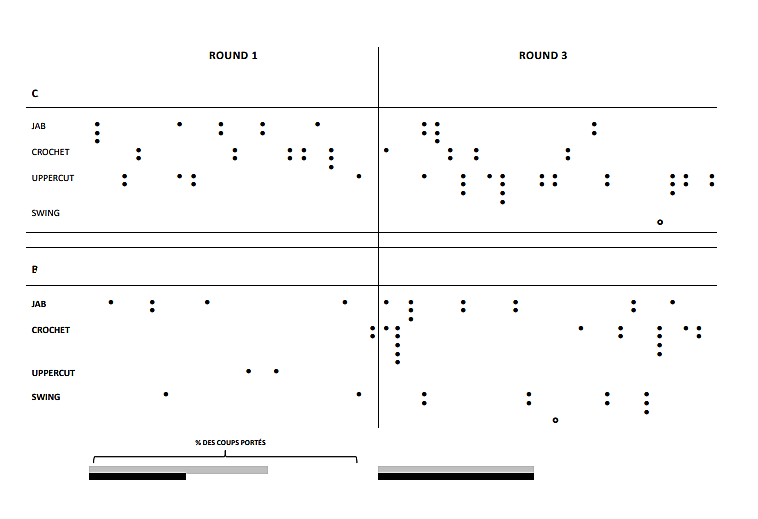 ROUND 1
ROUND 3
C
JAB
CROCHET
UPPERCUT
SWING
B
JAB
CROCHET
UPPERCUT
SWING
% DES COUPS PORTÉS